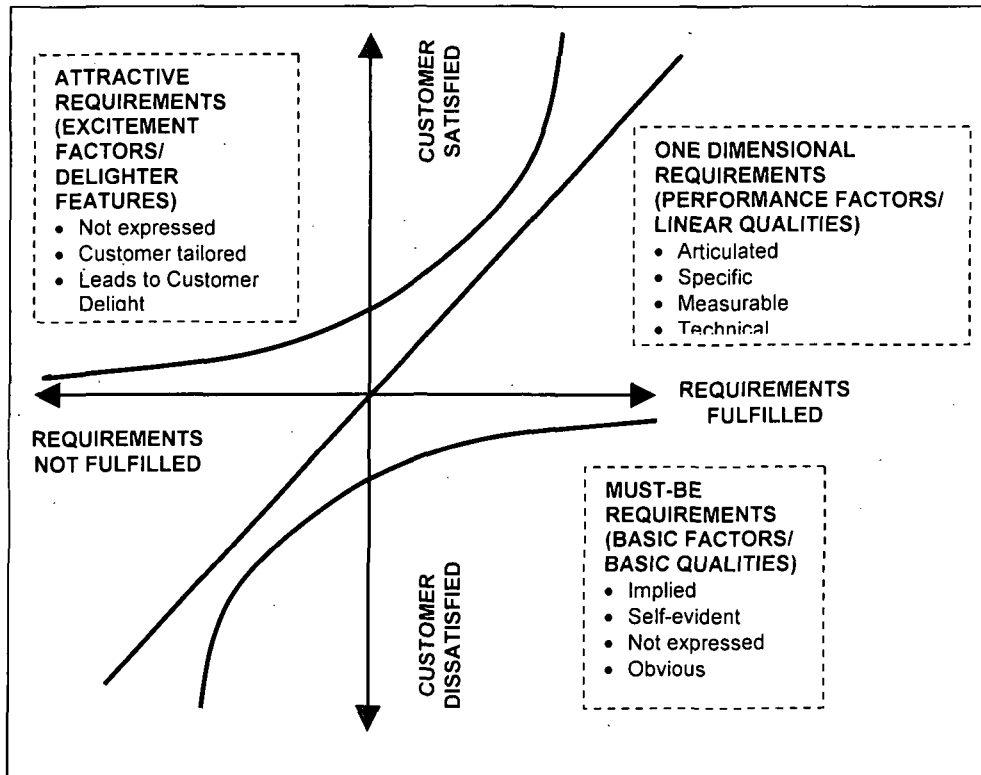 ATTRACTIVE
REQUIREMENTS
(EXCITEMENT
FACTORS/
DELIGHTER
FEATURES)
• Not expressed
• Customer tailored
• Leads to Customer
Delight
CUSTOMER
SATISFIED
ONE DIMENSIONAL
REQUIREMENTS
(PERFORMANCE FACTORS/
LINEAR QUALITIES)
• Articulated
• Specific
• Measurable
• Technical
REQUIREMENTS
FULFILLED
REQUIREMENTS
NOT FULFILLED
MUST-BE
REQUIREMENTS
(BASIC FACTORS/
BASIC QUALITIES)
• Implied
• Self-evident
• Not expressed
• Obvious
CUSTOMER
DISSATISFIED